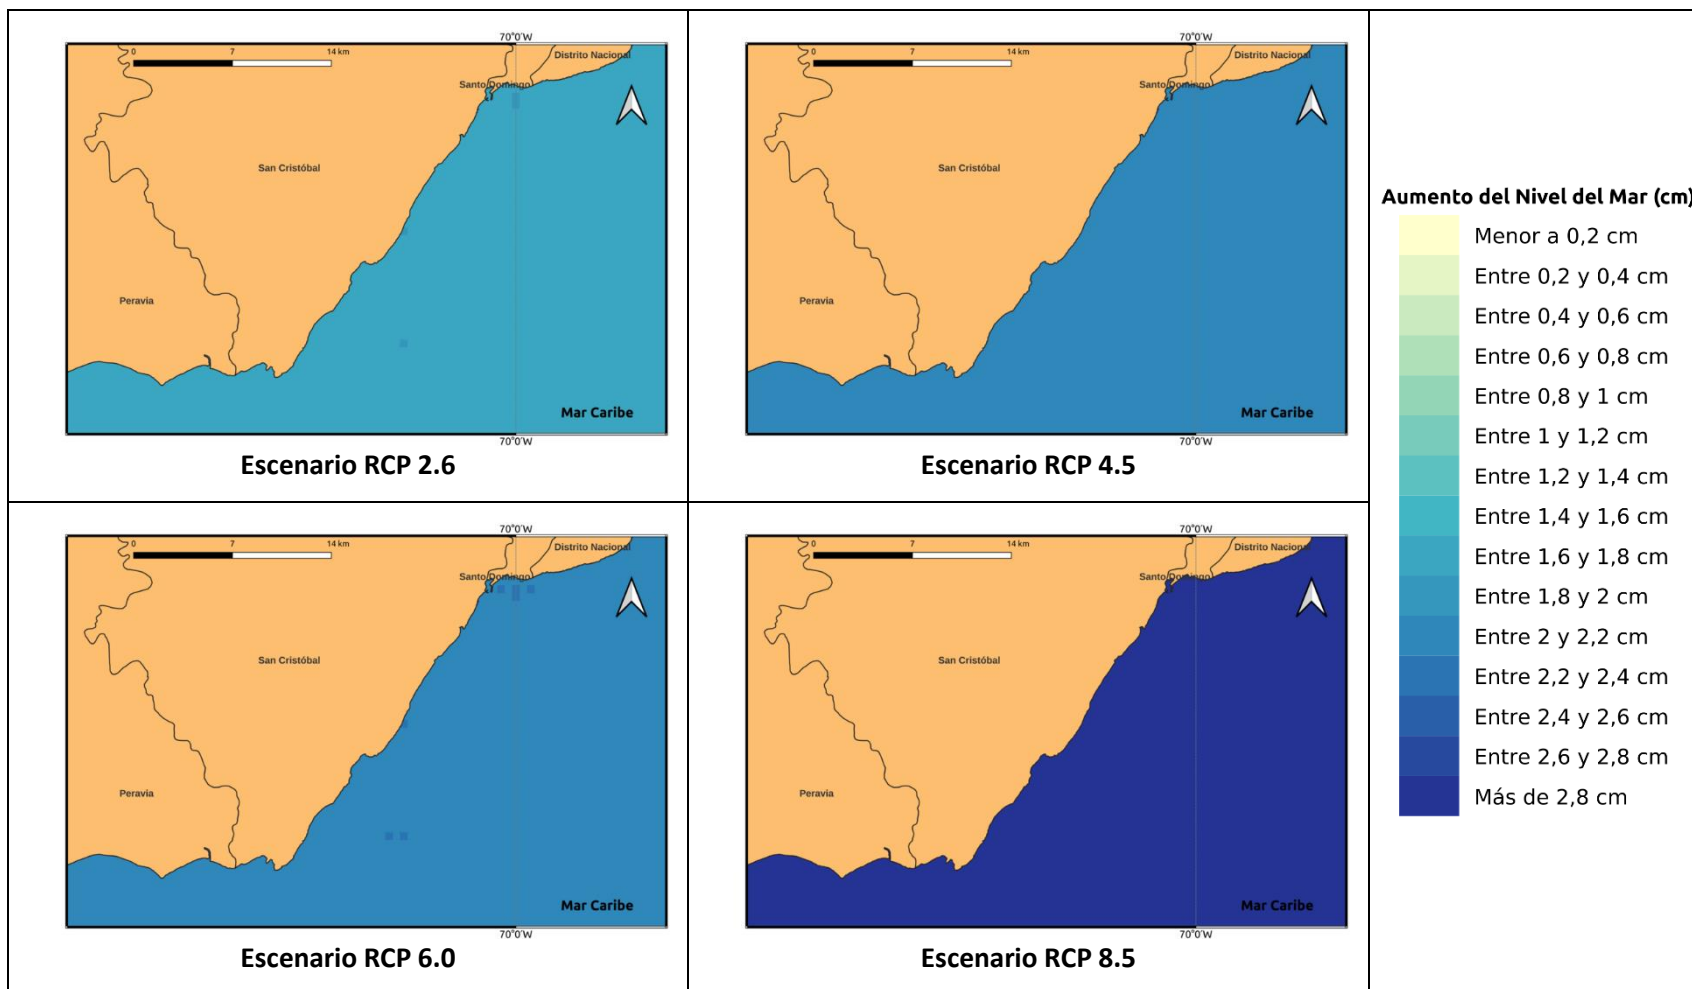 70°0'W
0 7 14 km
Distrito Nacional
Santo Domingo
San Cristóbal
Peravia
Mar Caribe
70°0'W
Escenario RCP 2.6
70°0'W
0 7 14 km
Distrito Nacional
Santo Domingo
San Cristóbal
Peravia
Mar Caribe
70°0'W
Escenario RCP 4.5
70°0'W
0 7 14 km
Distrito Nacional
Santo Domingo
San Cristóbal
Peravia
Mar Caribe
70°0'W
Escenario RCP 6.0
70°0'W
0 7 14 km
Distrito Nacional
Santo Domingo
San Cristóbal
Peravia
Mar Caribe
70°0'W
Escenario RCP 8.5
Aumento del Nivel del Mar (cm)
Menor a 0,2 cm
Entre 0,2 y 0,4 cm
Entre 0,4 y 0,6 cm
Entre 0,6 y 0,8 cm
Entre 0,8 y 1 cm
Entre 1 y 1,2 cm
Entre 1,2 y 1,4 cm
Entre 1,4 y 1,6 cm
Entre 1,6 y 1,8 cm
Entre 1,8 y 2 cm
Entre 2 y 2,2 cm
Entre 2,2 y 2,4 cm
Entre 2,4 y 2,6 cm
Entre 2,6 y 2,8 cm
Más de 2,8 cm